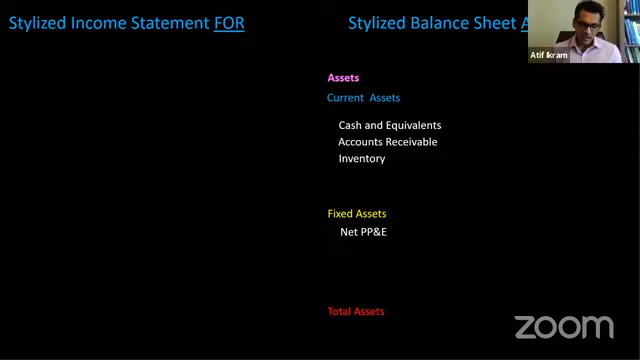 Stylized Income Statement FOR
Stylized Balance Sheet
Atif Ikram
Assets
Current Assets
Cash and Equivalents
Accounts Receivable
Inventory
Fixed Assets
Net PP&E
Total Assets
zoom